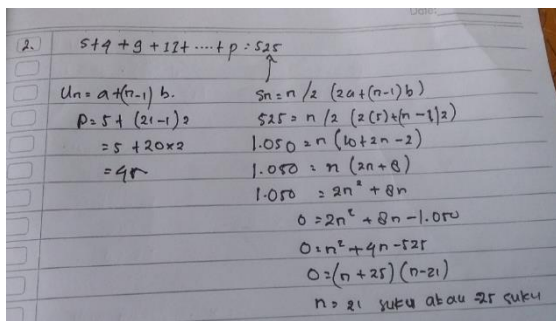 2. 5+7+9+11+....+p = 525
Un = a+(n-1) b.
P = 5+ (21-1) 2
= 5 +20x2
= 45
Sn = n/2 (2a+(n-1)b)
525 = n/2 (2(5)+(n-1)2)
1.050 = n (10+2n-2)
1.050 = n (2n+8)
1.050 = 2n² + 8n
0 = 2n² + 8n - 1.050
0 = n² + 4n - 525
0 = (n + 25) (n-21)
n = 21 suku atau -25 suku